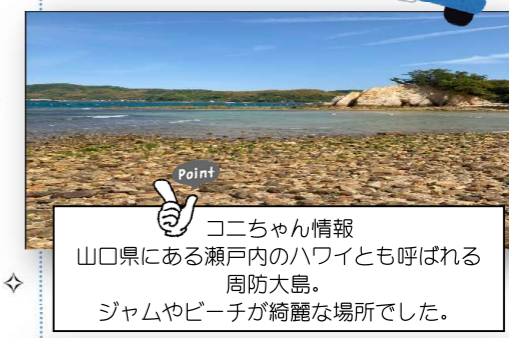 Point
コニちゃん情報
山口県にある瀬戸内のハワイとも呼ばれる
周防大島。
ジャムやビーチが綺麗な場所でした。